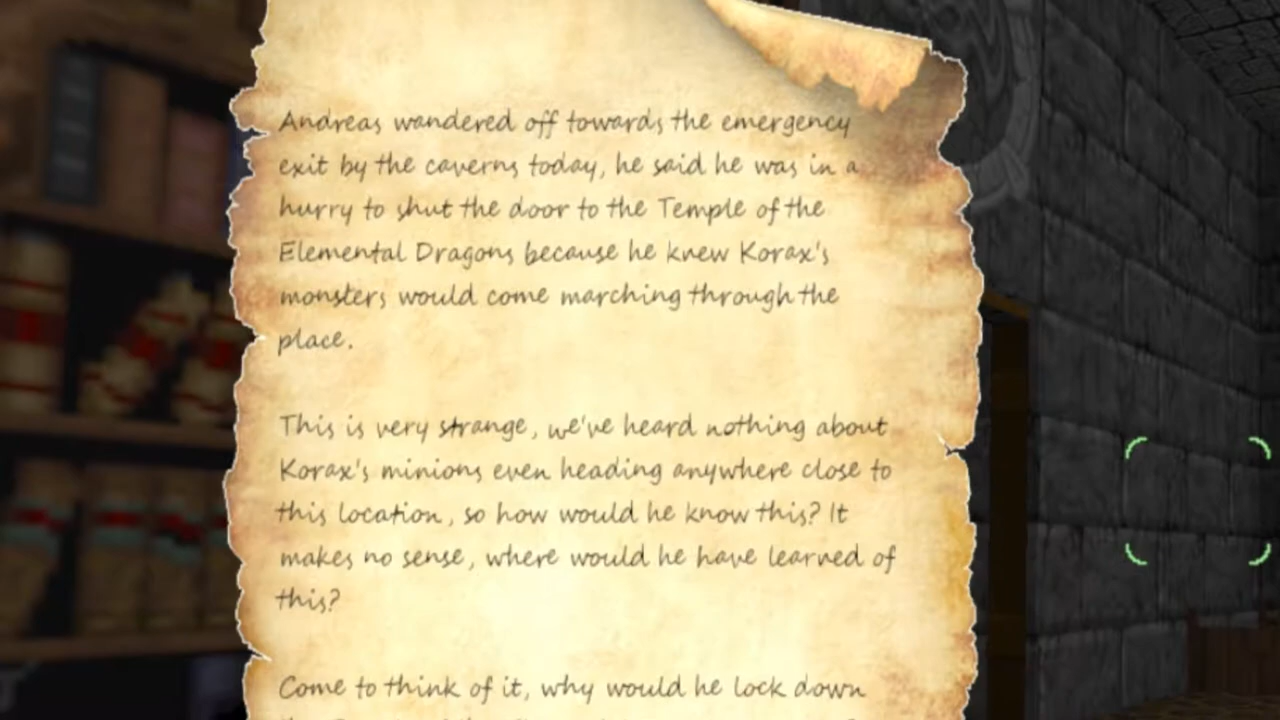 Andreas wandered off towards the emergency
exit by the caverns today, he said he was in a
hurry to shut the door to the Temple of the
Elemental Dragons because he knew Korax's
monsters would come marching through the
place.
This is very strange, we've heard nothing about
Korax's minions even heading anywhere close to
this location, so how would he know this? It
makes no sense, where would he have learned of
this?
Come to think of it, why would he lock down